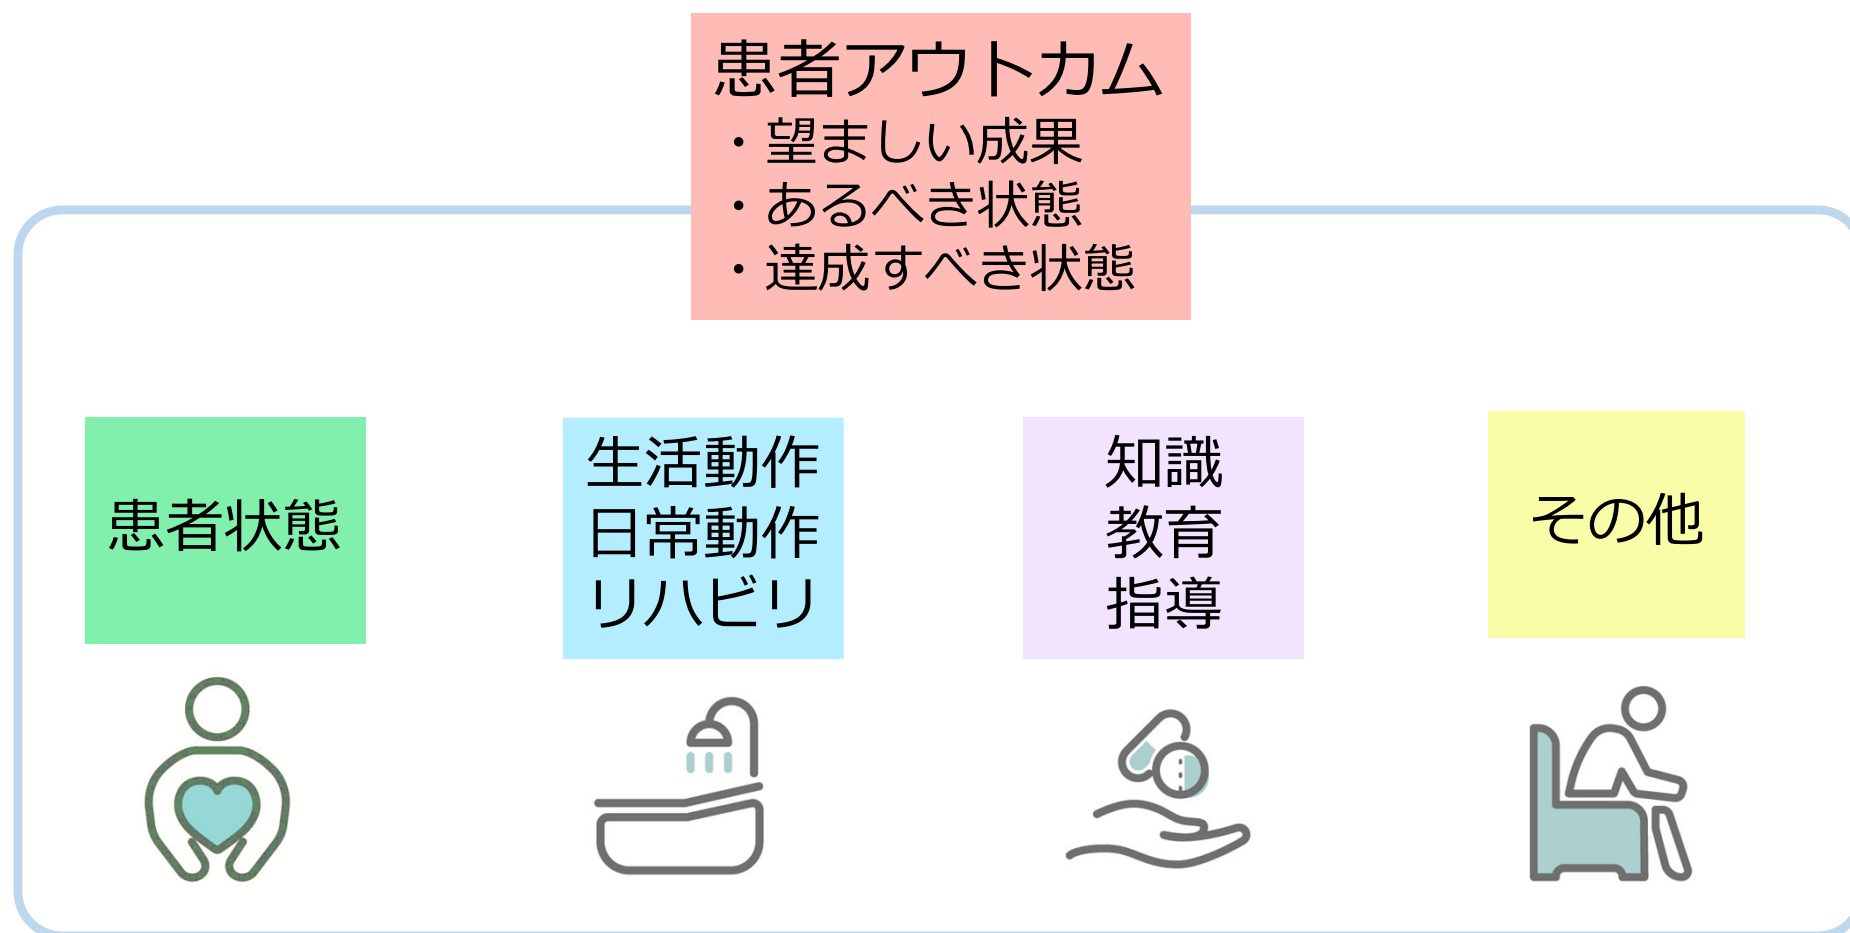 患者アウトカム
・望ましい成果
・あるべき状態
・達成すべき状態
患者状態
生活動作
日常動作
リハビリ
知識
教育
指導
その他